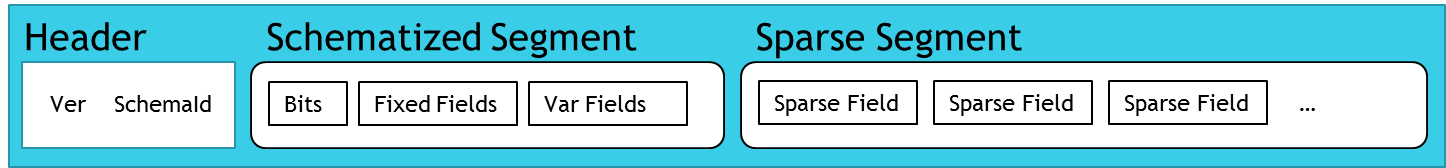 Header
Schematized Segment
Sparse Segment
Ver SchemaId
Bits
Fixed Fields
Var Fields
Sparse Field
Sparse Field
Sparse Field
...